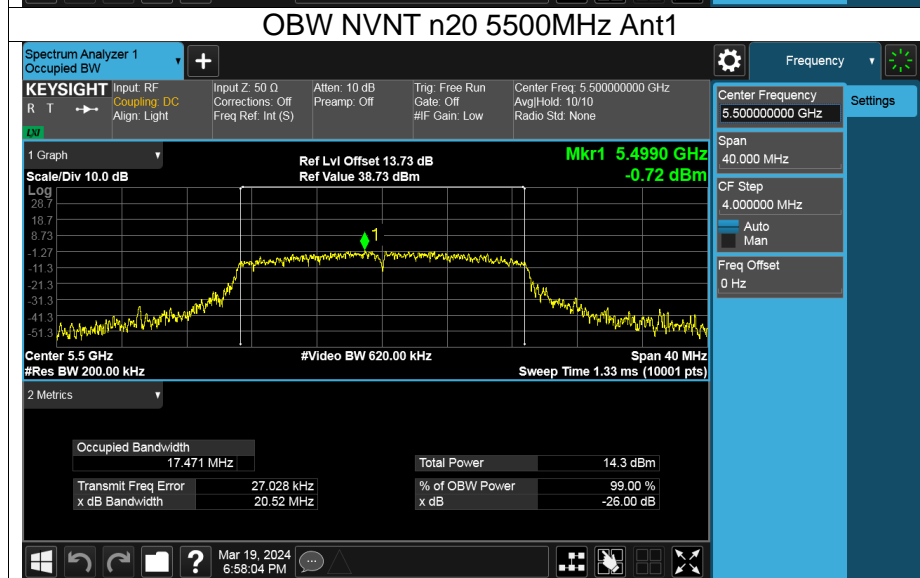 OBW NVNT n20 5500MHz Ant1
Spectrum Analyzer 1
Occupied BW
+
Frequency
KEYSIGHT
R T
LXI
Input: RF
Coupling: DC
Align: Light
Input Z: 50 Ω
Corrections: Off
Freq Ref: Int (S)
Atten: 10 dB
Preamp: Off
Trig: Free Run
Gate: Off
#IF Gain: Low
Center Freq: 5.500000000 GHz
Avg|Hold: 10/10
Radio Std: None
Center Frequency
5.500000000 GHz
Settings
Span
40.000 MHz
CF Step
4.000000 MHz
Auto
Man
Freq Offset
0 Hz
1 Graph
Scale/Div 10.0 dB
Ref Lvl Offset 13.73 dB
Ref Value 38.73 dBm
Mkr1 5.4990 GHz
-0.72 dBm
Log
28.7
18.7
8.73
-1.27
-11.3
-21.3
-31.3
-41.3
-51.3
1
Center 5.5 GHz
#Video BW 620.00 kHz
Span 40 MHz
#Res BW 200.00 kHz
Sweep Time 1.33 ms (10001 pts)
2 Metrics
Occupied Bandwidth
17.471 MHz
Total Power 14.3 dBm
Transmit Freq Error 27.028 kHz
% of OBW Power 99.00 %
x dB Bandwidth 20.52 MHz
x dB -26.00 dB
?
Mar 19, 2024
6:58:04 PM